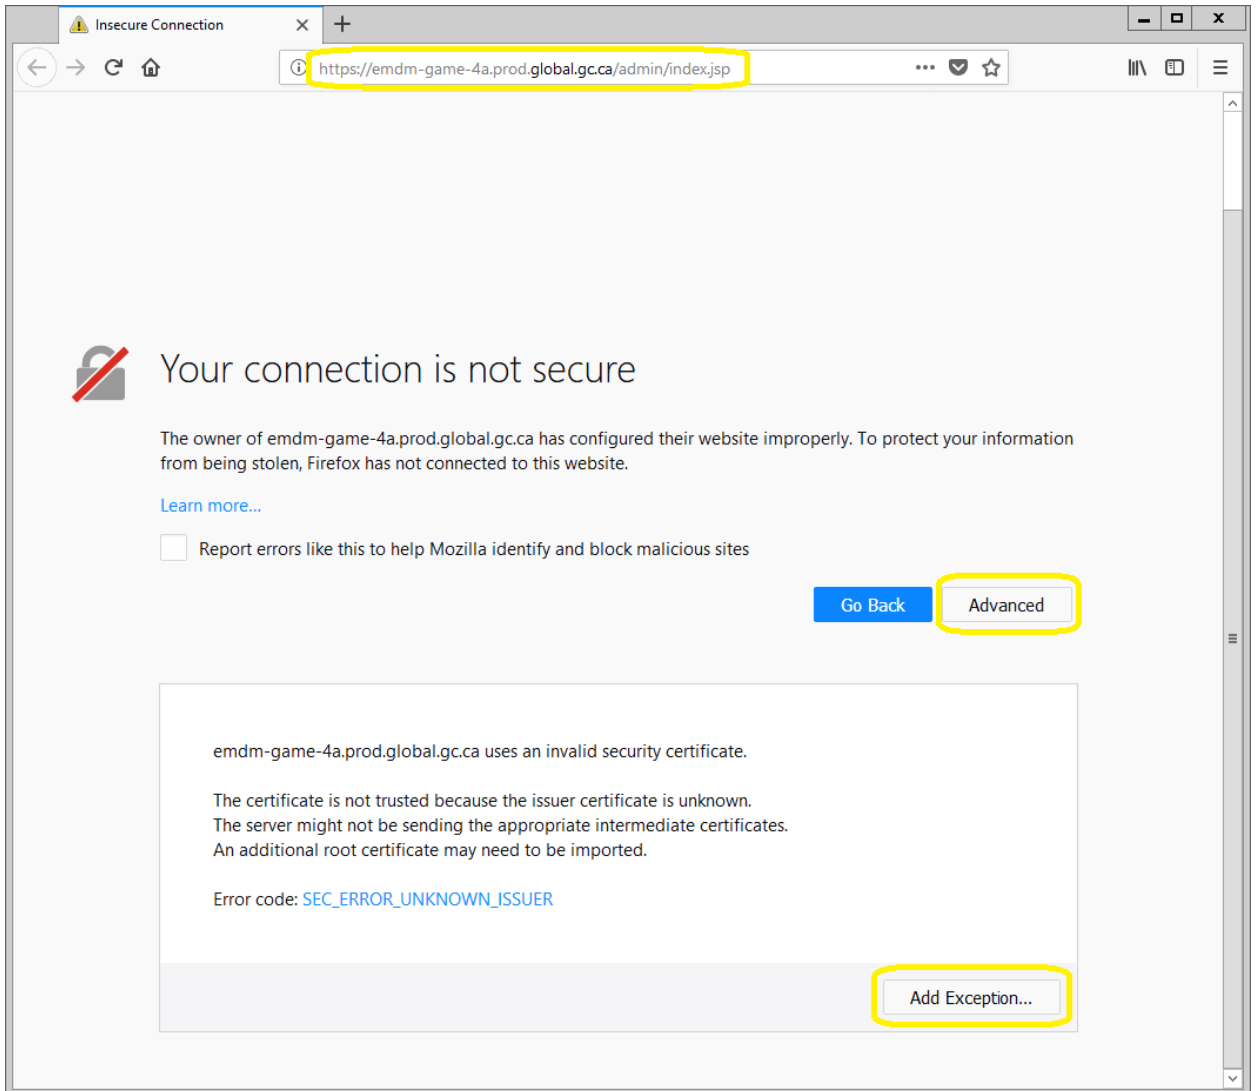 Insecure Connection
https://emdm-game-4a.prod.global.gc.ca/admin/index.jsp
Your connection is not secure
The owner of emdm-game-4a.prod.global.gc.ca has configured their website improperly. To protect your information
from being stolen, Firefox has not connected to this website.
Learn more...
Report errors like this to help Mozilla identify and block malicious sites
Go Back Advanced
emdm-game-4a.prod.global.gc.ca uses an invalid security certificate.
The certificate is not trusted because the issuer certificate is unknown.
The server might not be sending the appropriate intermediate certificates.
An additional root certificate may need to be imported.
Error code: SEC_ERROR_UNKNOWN_ISSUER
Add Exception...